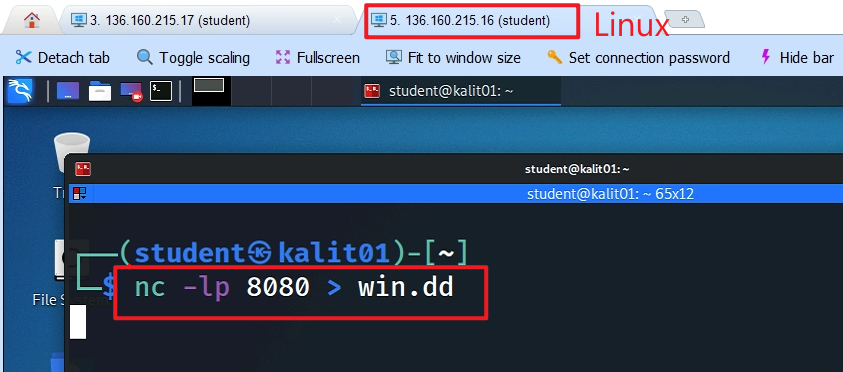 3. 136.160.215.17 (student)
5. 136.160.215.16 (student)
Linux
Detach tab
Toggle scaling
Fullscreen
Fit to window size
Set connection password
Hide bar
student@kalit01: ~
student@kalit01: ~
student@kalit01: ~ 65x12
(student㉿kalit01)-[~]
$ nc -lp 8080 > win.dd